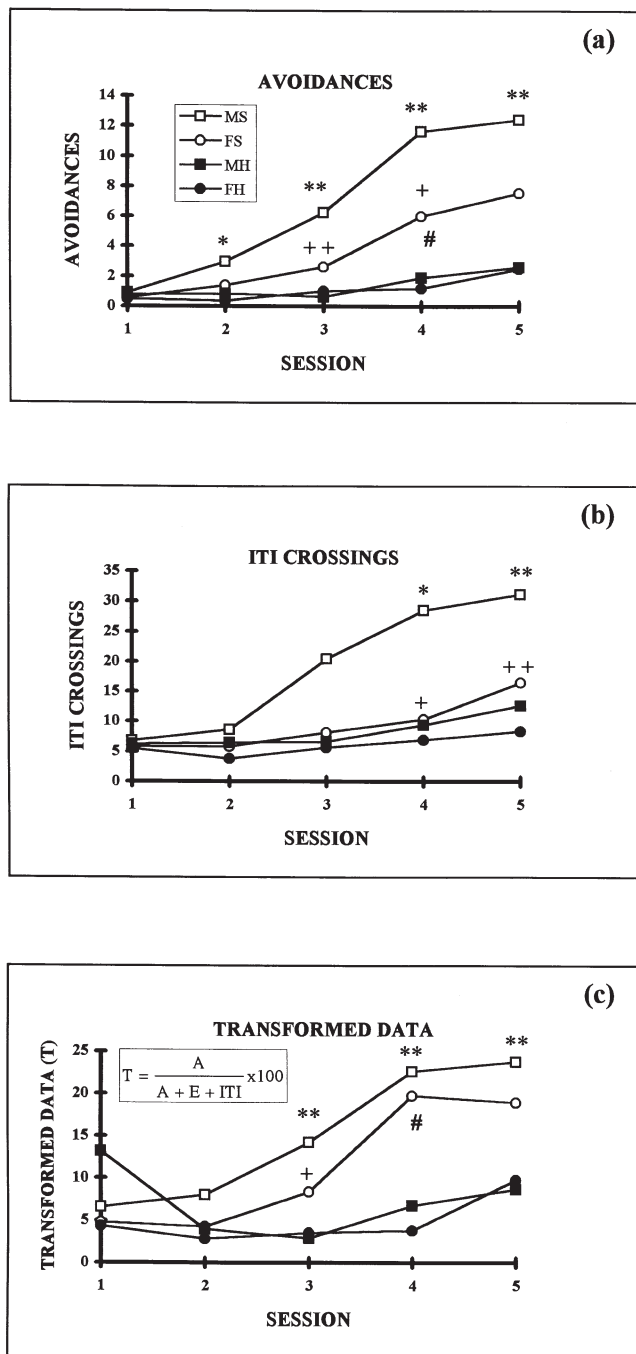 (a)
AVOIDANCES
14
12
10
8
6
4
2
0
MS
FS
MH
FH
*
**
**
**
++
+
#
AVOIDANCES
1 2 3 4 5
SESSION
(b)
ITI CROSSINGS
35
30
25
20
15
10
5
0
*
**
+
++
ITI CROSSINGS
1 2 3 4 5
SESSION
(c)
TRANSFORMED DATA
25
20
15
10
5
0
T = A / A + E + ITI x100
**
**
**
+
#
TRANSFORMED DATA (T)
1 2 3 4 5
SESSION